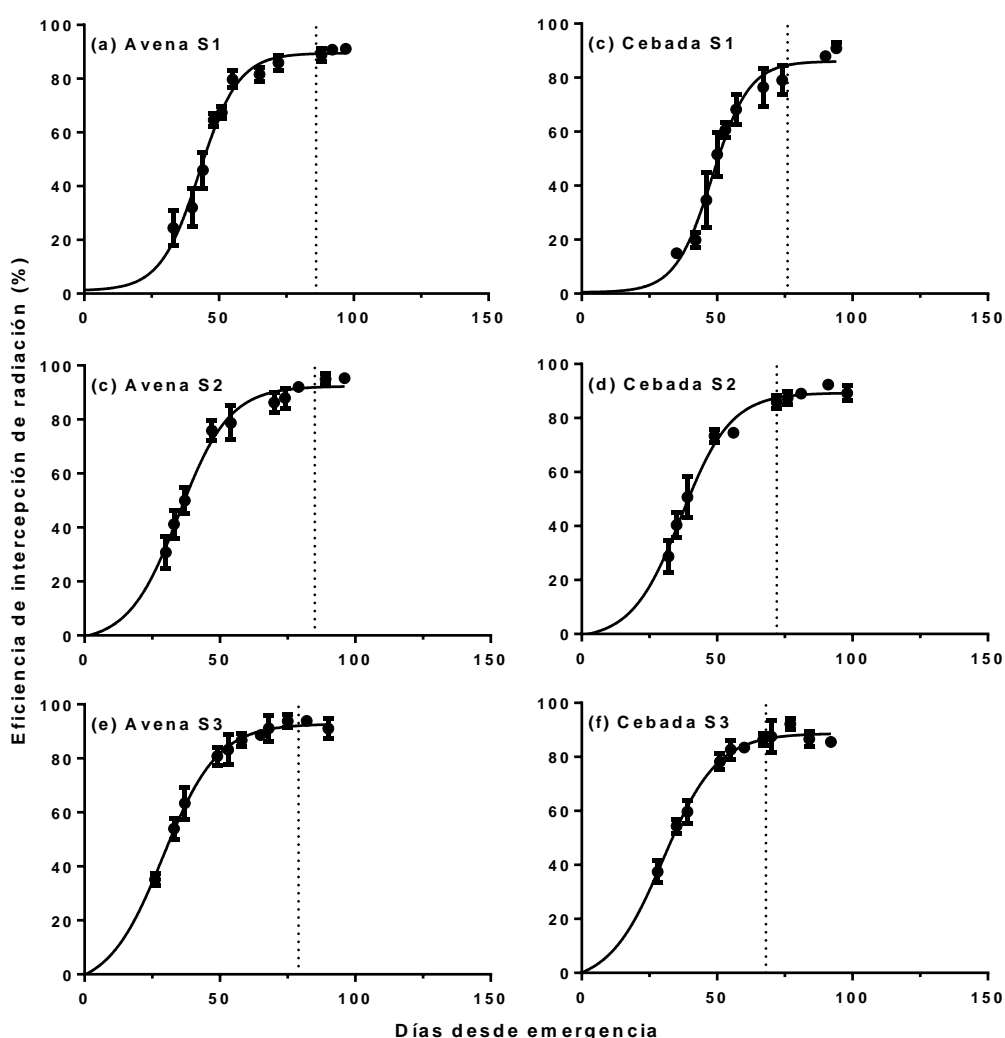 Eficiencia de intercepción de radiación (%)
(a) Avena S1
100
80
60
40
20
0
0 50 100 150
(c) Cebada S1
100
80
60
40
20
0
0 50 100 150
(c) Avena S2
100
80
60
40
20
0
0 50 100 150
(d) Cebada S2
100
80
60
40
20
0
0 50 100 150
(e) Avena S3
100
80
60
40
20
0
0 50 100 150
(f) Cebada S3
100
80
60
40
20
0
0 50 100 150
Días desde emergencia